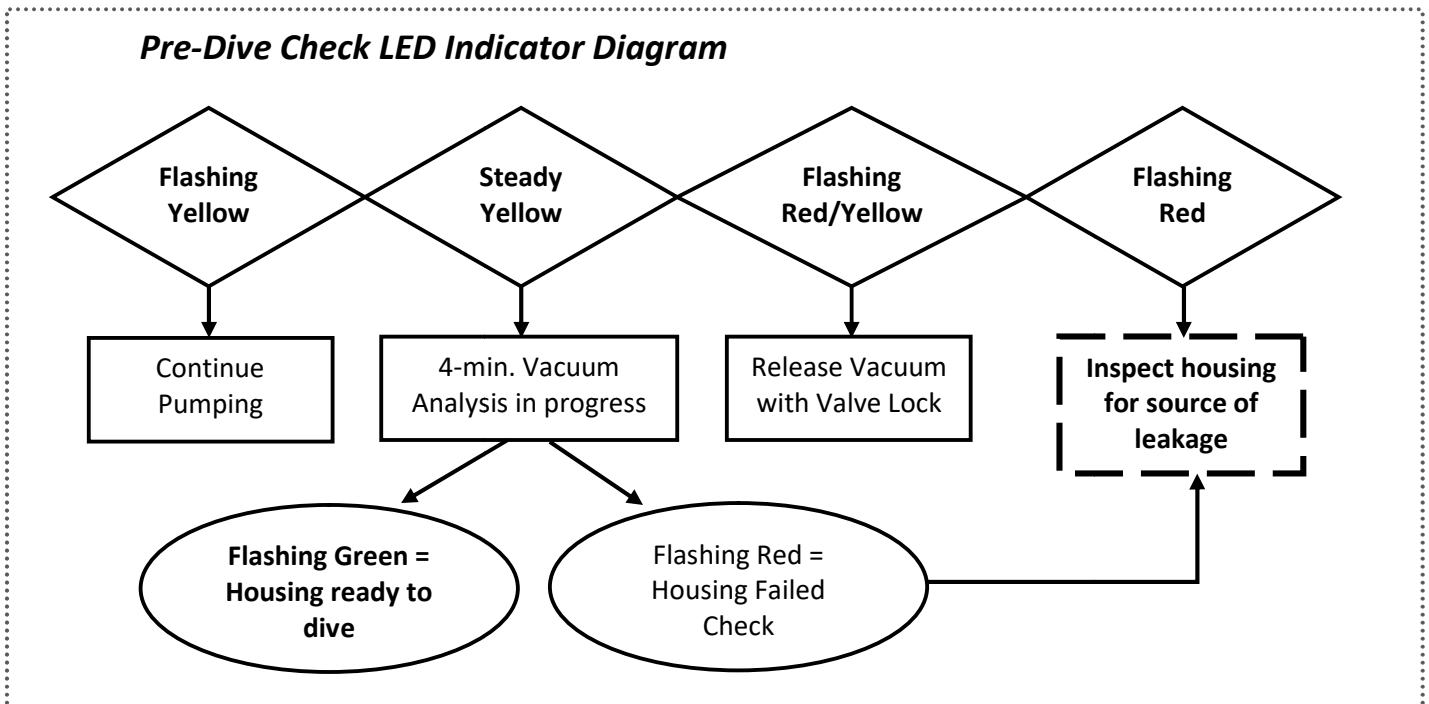 Pre-Dive Check LED Indicator Diagram
Flashing
Yellow
Steady
Yellow
Flashing
Red/Yellow
Flashing
Red
Continue
Pumping
4-min. Vacuum
Analysis in progress
Release Vacuum
with Valve Lock
Inspect housing
for source of
leakage
Flashing Green =
Housing ready to
dive
Flashing Red =
Housing Failed
Check